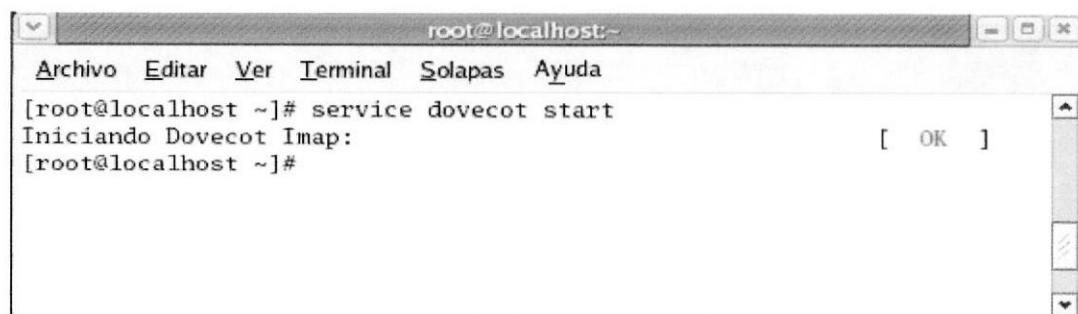 root@localhost:~
Archivo Editar Ver Terminal Solapas Ayuda
[root@localhost ~]# service dovecot start
Iniciando Dovecot Imap: [ OK ]
[root@localhost ~]#